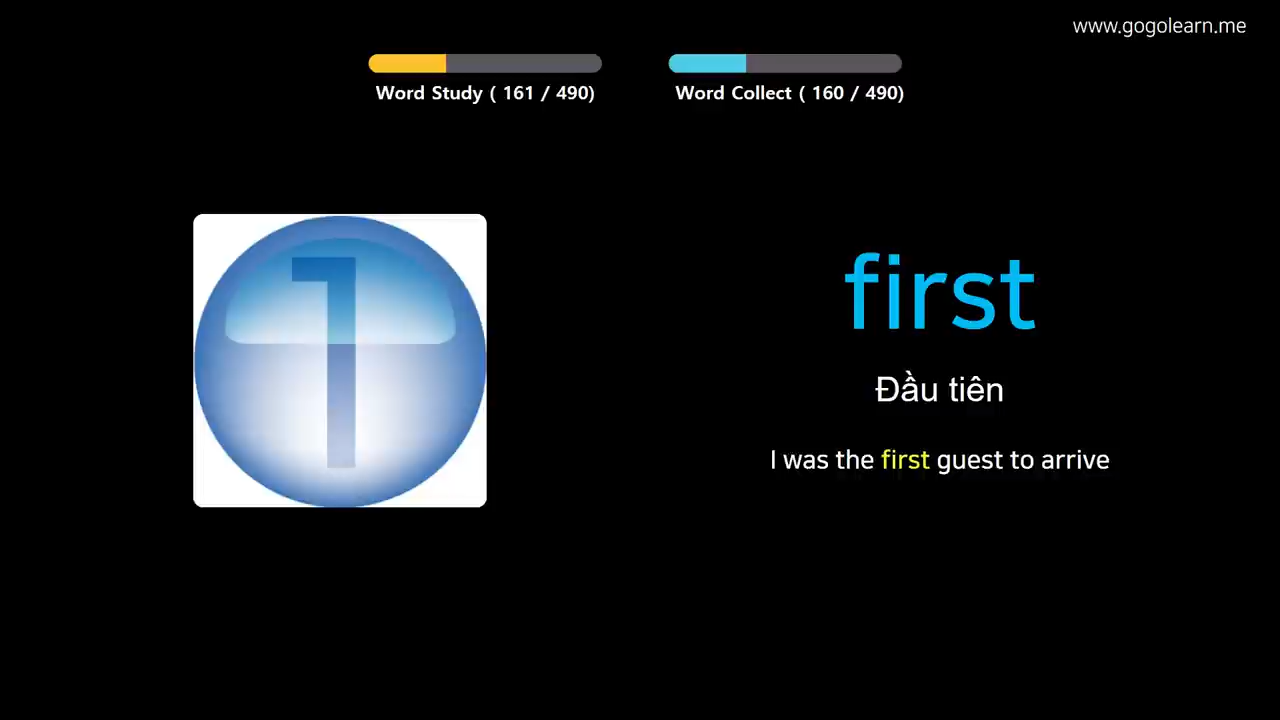 www.gogolearn.me
Word Study ( 161 / 490)
Word Collect ( 160 / 490)
1
first
Đầu tiên
I was the first guest to arrive